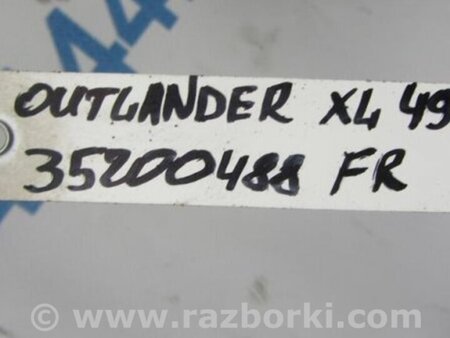 OUTLANDER XL 49
35200488 FR
© www.razborki.com